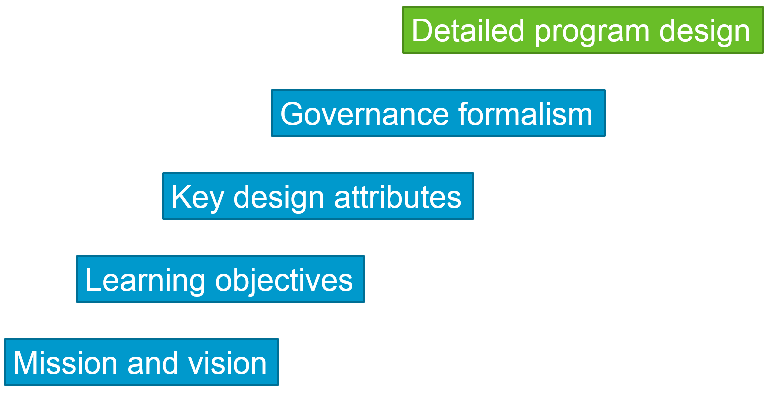 Detailed program design
Governance formalism
Key design attributes
Learning objectives
Mission and vision